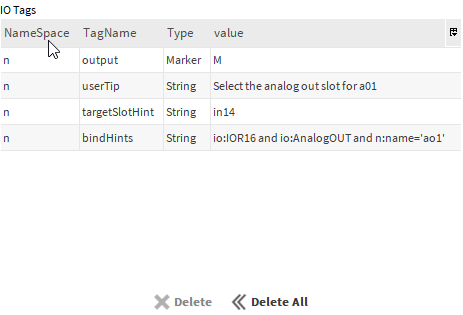 IO Tags
NameSpace TagName Type value
n output Marker M
n userTip String Select the analog out slot for a01
n targetSlotHint String in14
n bindHints String io:IOR16 and io:AnalogOUT and n:name='ao1'
Delete Delete All